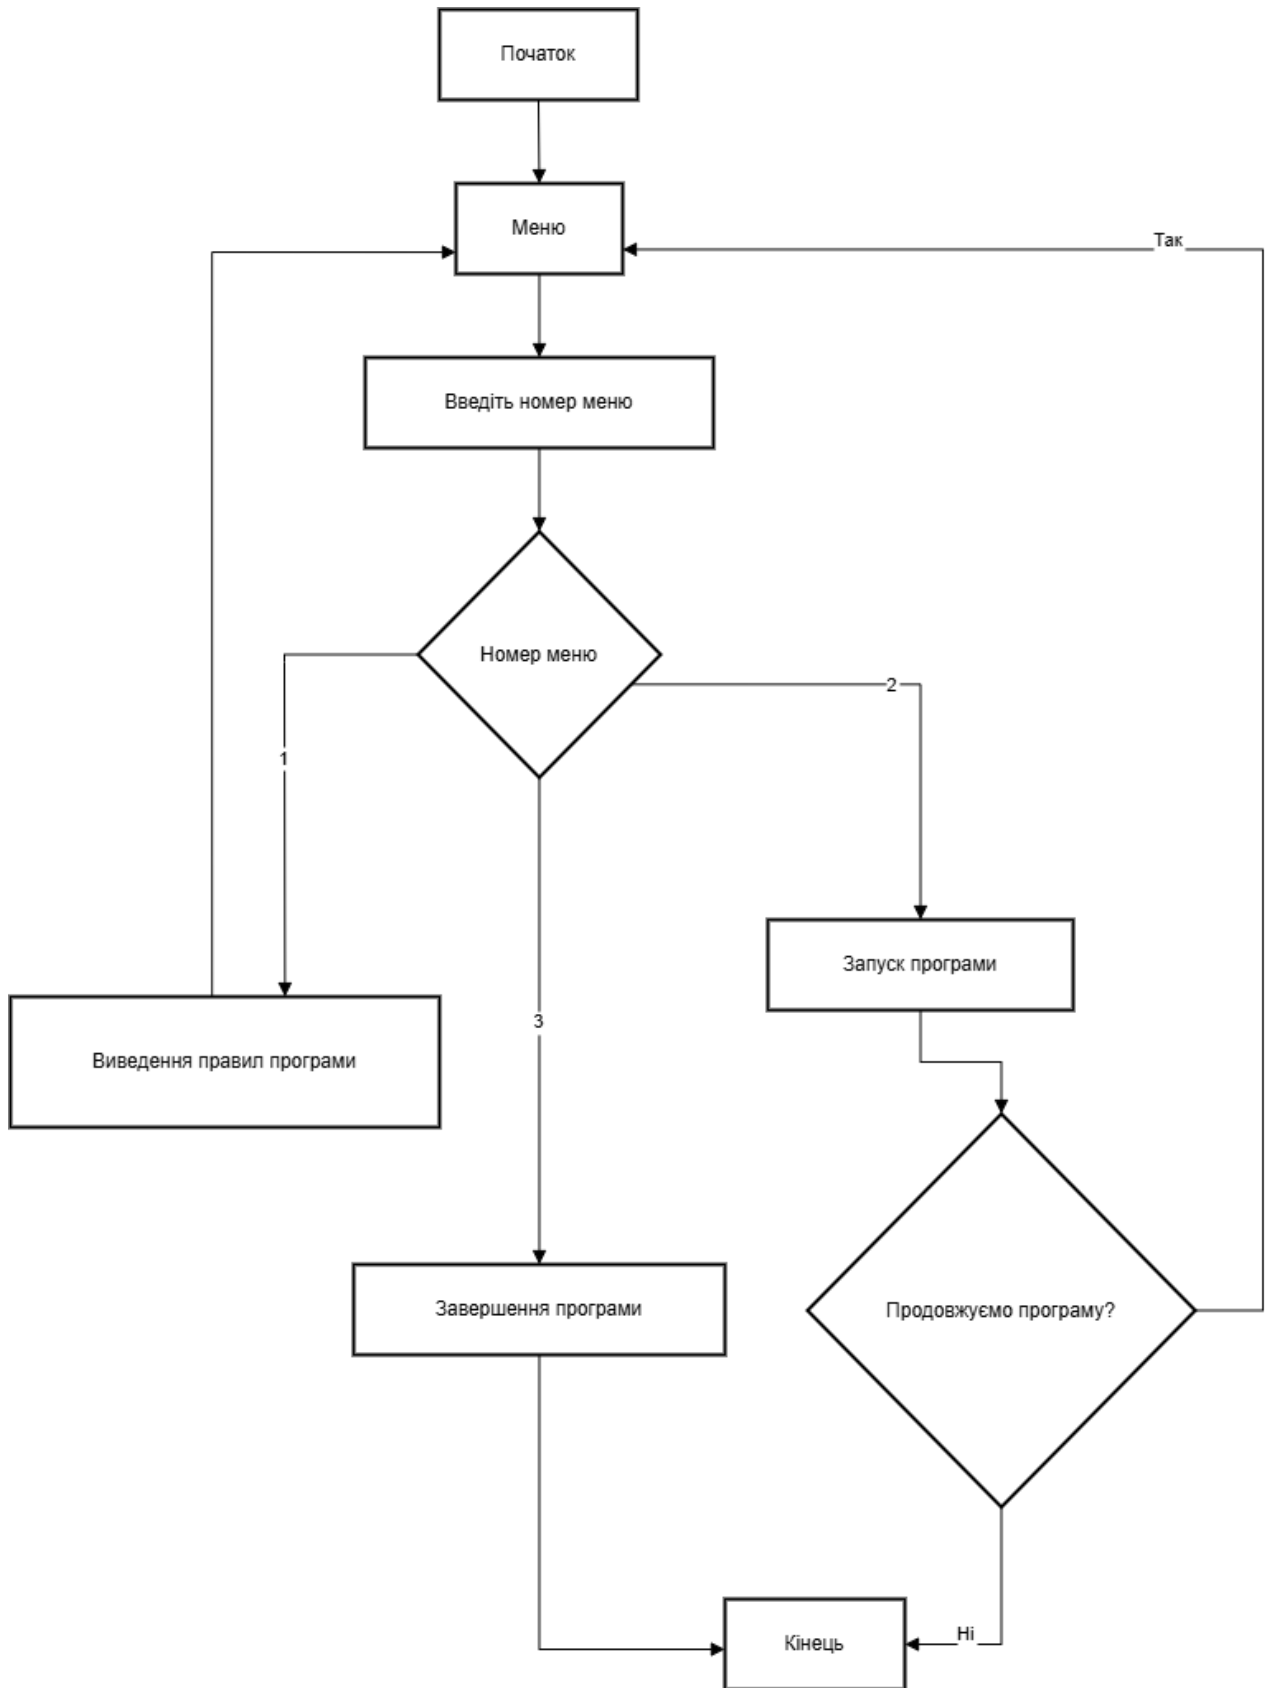 Початок
Меню
Так
Введіть номер меню
Номер меню
2
1
Запуск програми
3
Виведення правил програми
Завершення програми
Продовжуємо програму?
Ні
Кінець